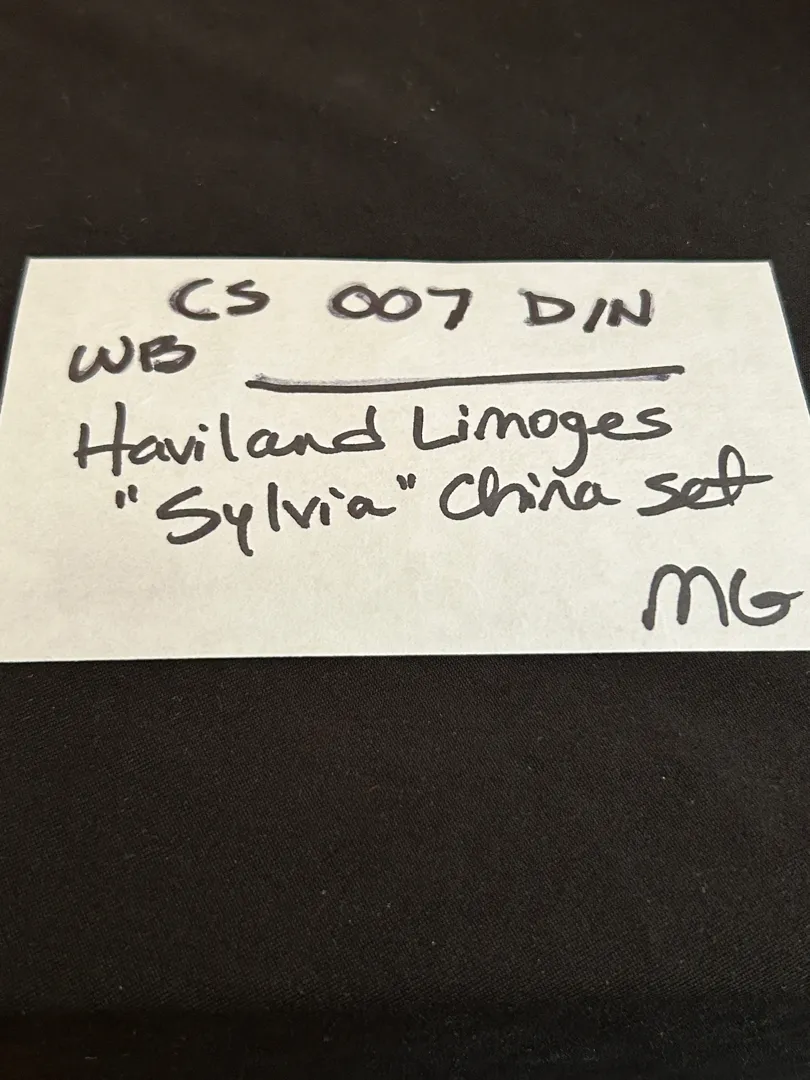 CS 007 D/N
WB
Haviland Limoges
"Sylvia" China set
MG